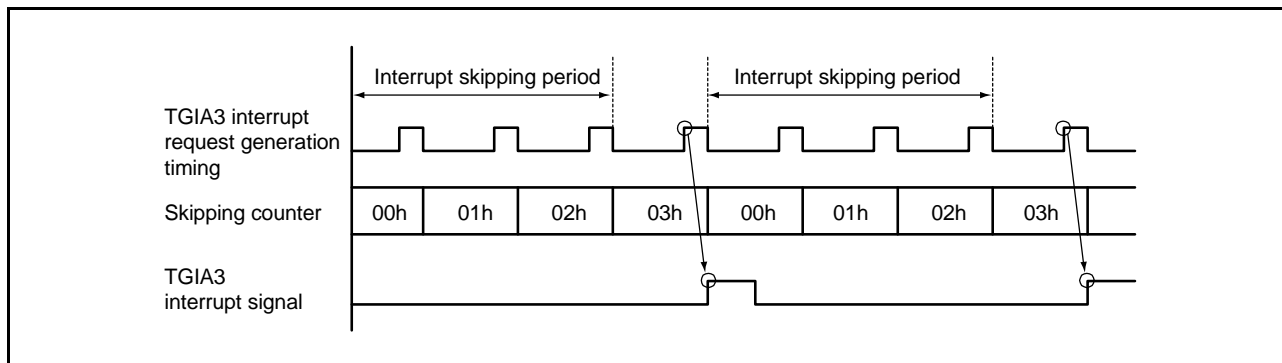 Interrupt skipping period Interrupt skipping period
TGIA3 interrupt
request generation
timing
Skipping counter 00h 01h 02h 03h 00h 01h 02h 03h
TGIA3
interrupt signal